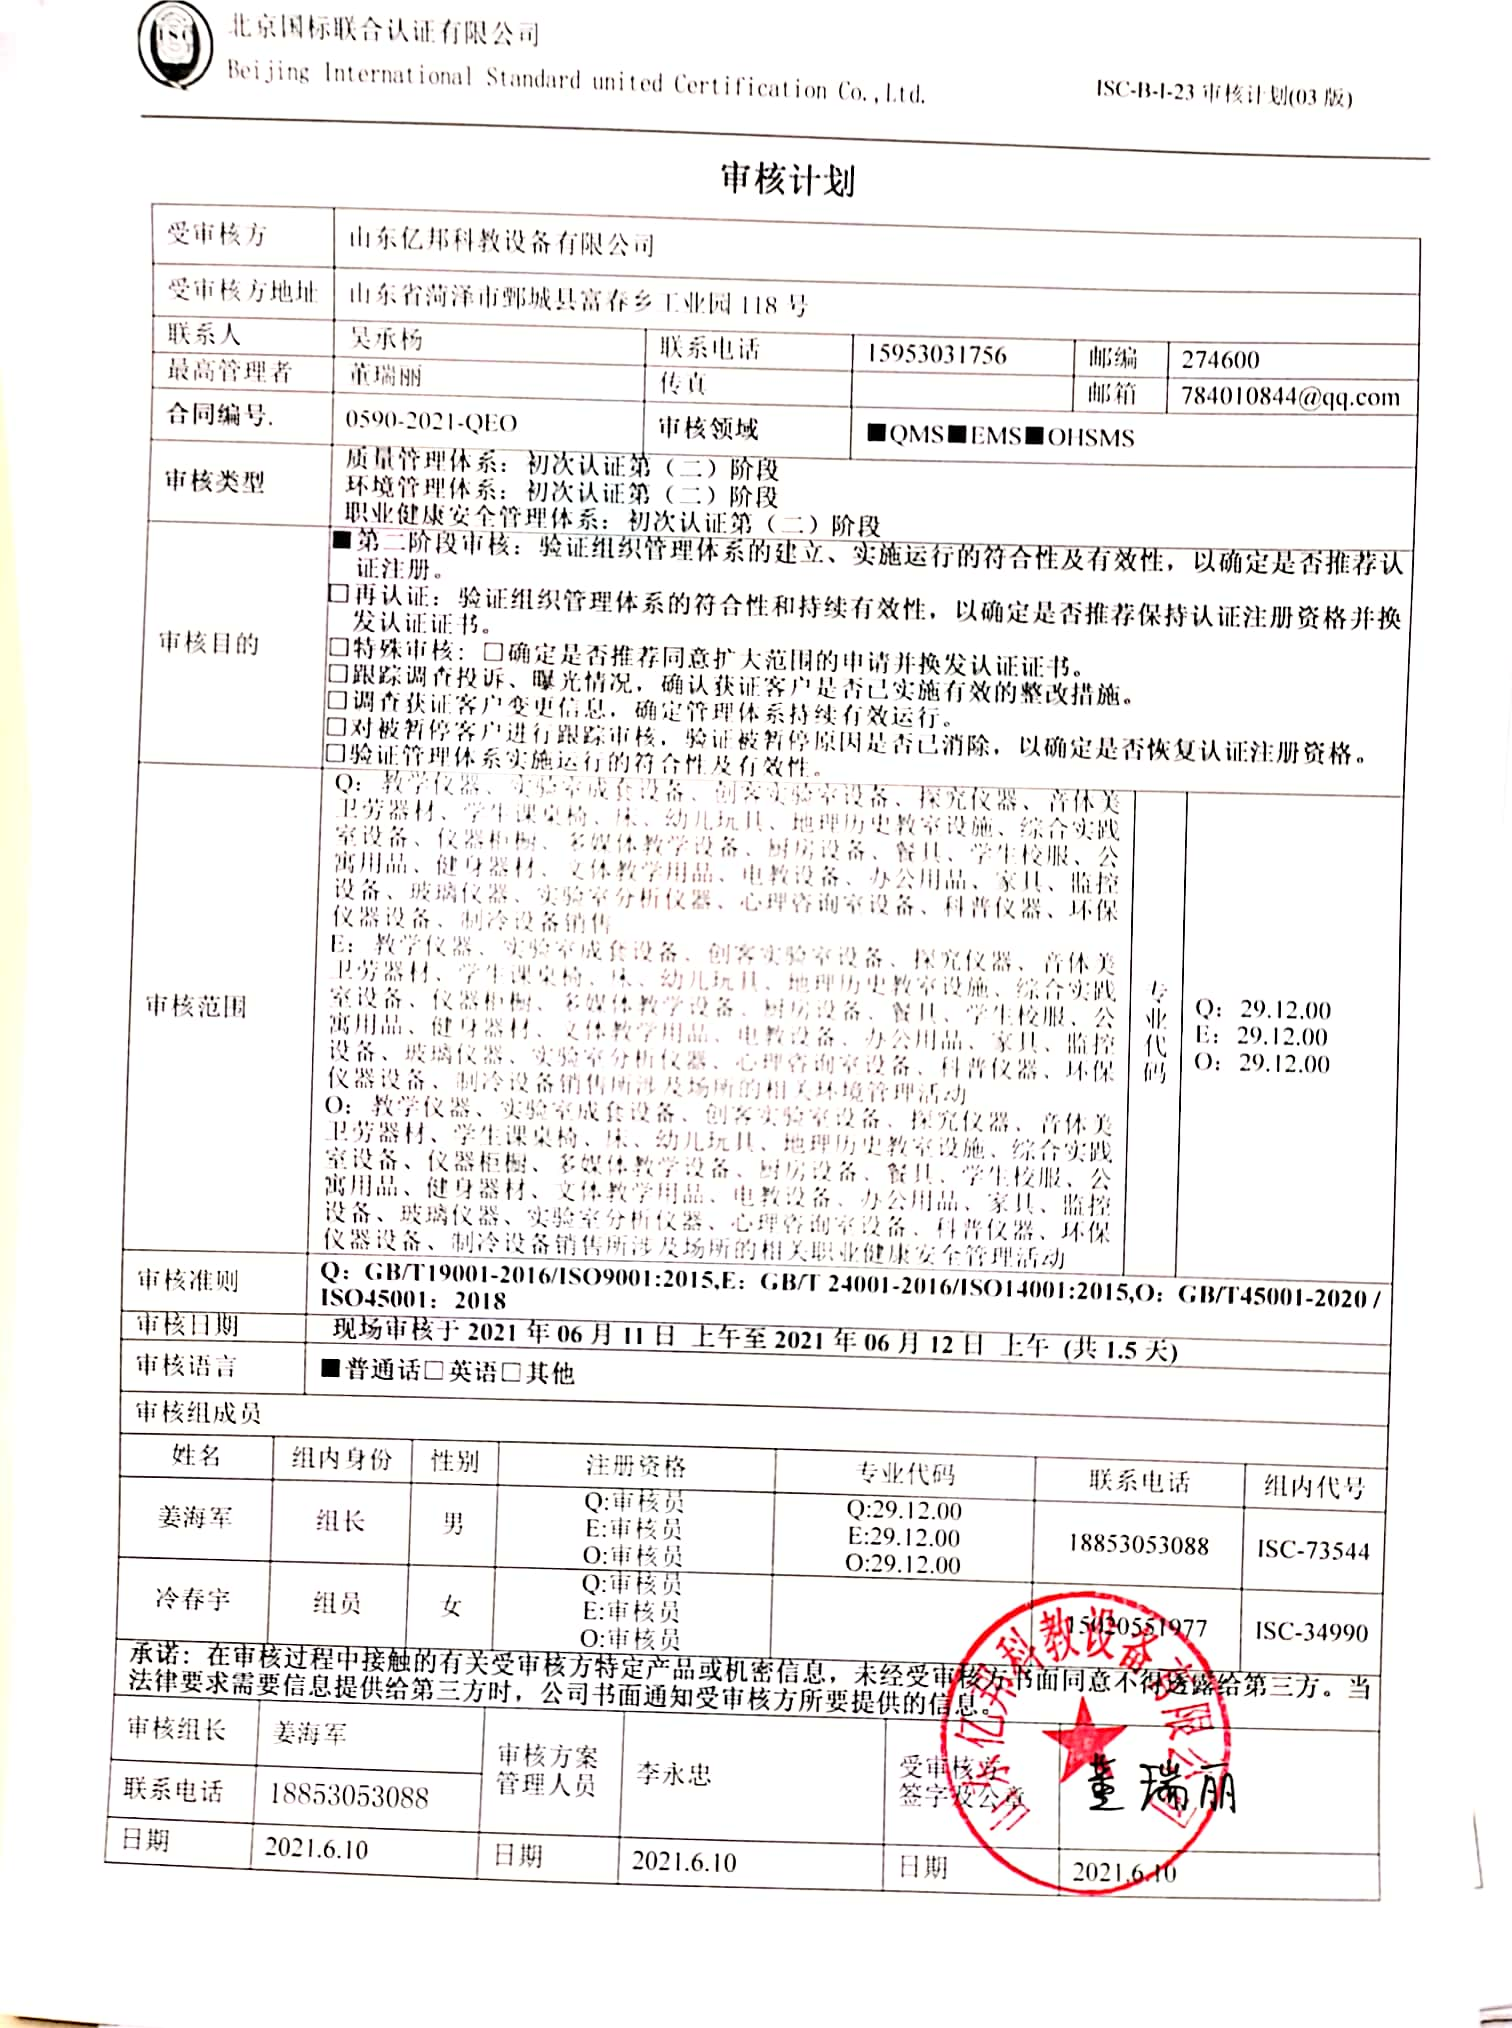 北京国标联合认证有限公司
Beijing International Standard united Certification Co.,Ltd.
ISC-B-I-23 审核计划(03 版)
审核计划
受审核方 山东亿邦科教设备有限公司
受审核方地址 山东省菏泽市鄄城县富春乡工业园 118 号
联系人 吴承杨 联系电话 15953031756 邮编 274600
最高管理者 董瑞丽 传真 邮箱 784010844@qq.com
合同编号. 0590-2021-QEO 审核领域 ■QMS■EMS■OHSMS
审核类型
质量管理体系：初次认证第（二）阶段
环境管理体系：初次认证第（二）阶段
职业健康安全管理体系：初次认证第（二）阶段
审核目的
■第二阶段审核：验证组织管理体系的建立、实施运行的符合性及有效性，以确定是否推荐认
证注册。
□再认证：验证组织管理体系的符合性和持续有效性，以确定是否推荐保持认证注册资格并换
发认证证书。
□特殊审核：□确定是否推荐同意扩大范围的申请并换发认证证书。
□跟踪调查投诉、曝光情况，确认获证客户是否已实施有效的整改措施。
□调查获证客户变更信息，确定管理体系持续有效运行。
□对被暂停客户进行跟踪审核，验证被暂停原因是否已消除，以确定是否恢复认证注册资格。
□验证管理体系实施运行的符合性及有效性。
审核范围
Q：教学仪器、实验室成套设备、创客实验室设备、探究仪器、音体美
卫劳器材、学生课桌椅、床、幼儿玩具、地理历史教室设施、综合实践
室设备、仪器柜橱、多媒体教学设备、厨房设备、餐具、学生校服、公
寓用品、健身器材、文体教学用品、电教设备、办公用品、家具、监控
设备、玻璃仪器、实验室分析仪器、心理咨询室设备、科普仪器、环保
仪器设备、制冷设备销售
E：教学仪器、实验室成套设备、创客实验室设备、探究仪器、音体美
卫劳器材、学生课桌椅、床、幼儿玩具、地理历史教室设施、综合实践
室设备、仪器柜橱、多媒体教学设备、厨房设备、餐具、学生校服、公
寓用品、健身器材、文体教学用品、电教设备、办公用品、家具、监控
设备、玻璃仪器、实验室分析仪器、心理咨询室设备、科普仪器、环保
仪器设备、制冷设备销售所涉及场所的相关环境管理活动
O：教学仪器、实验室成套设备、创客实验室设备、探究仪器、音体美
卫劳器材、学生课桌椅、床、幼儿玩具、地理历史教室设施、综合实践
室设备、仪器柜橱、多媒体教学设备、厨房设备、餐具、学生校服、公
寓用品、健身器材、文体教学用品、电教设备、办公用品、家具、监控
设备、玻璃仪器、实验室分析仪器、心理咨询室设备、科普仪器、环保
仪器设备、制冷设备销售所涉及场所的相关职业健康安全管理活动
专业代码
Q：29.12.00
E：29.12.00
O：29.12.00
审核准则
Q：GB/T19001-2016/ISO9001:2015,E：GB/T 24001-2016/ISO14001:2015,O：GB/T45001-2020 /
ISO45001：2018
审核日期 现场审核于 2021 年 06 月 11 日 上午至 2021 年 06 月 12 日 上午 (共 1.5 天)
审核语言 ■普通话□英语□其他
审核组成员
姓名 组内身份 性别 注册资格 专业代码 联系电话 组内代号
姜海军 组长 男
Q:审核员
E:审核员
O:审核员
Q:29.12.00
E:29.12.00
O:29.12.00
18853053088 ISC-73544
冷春宇 组员 女
Q:审核员
E:审核员
O:审核员
15020551977 ISC-34990
承诺：在审核过程中接触的有关受审核方特定产品或机密信息，未经受审核方书面同意不得透露给第三方。当
法律要求需要信息提供给第三方时，公司书面通知受审核方所要提供的信息。
审核组长 姜海军
联系电话 18853053088
审核方案
管理人员
李永忠
受审核方
签字及公章
董瑞丽
山东亿邦科教设备有限公司
日期 2021.6.10 日期 2021.6.10 日期 2021.6.10